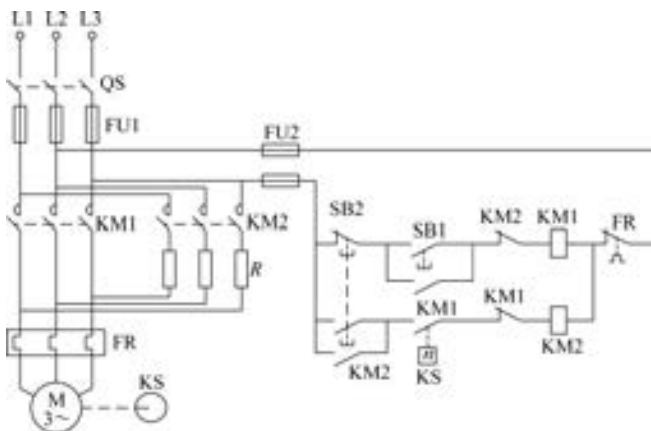 L1 L2 L3
QS
FU1
FU2
KM1
KM2
R
SB2
SB1
KM2
KM1
FR
KM1
KM1
n
KS
KM2
KM2
FR
M
3~
KS